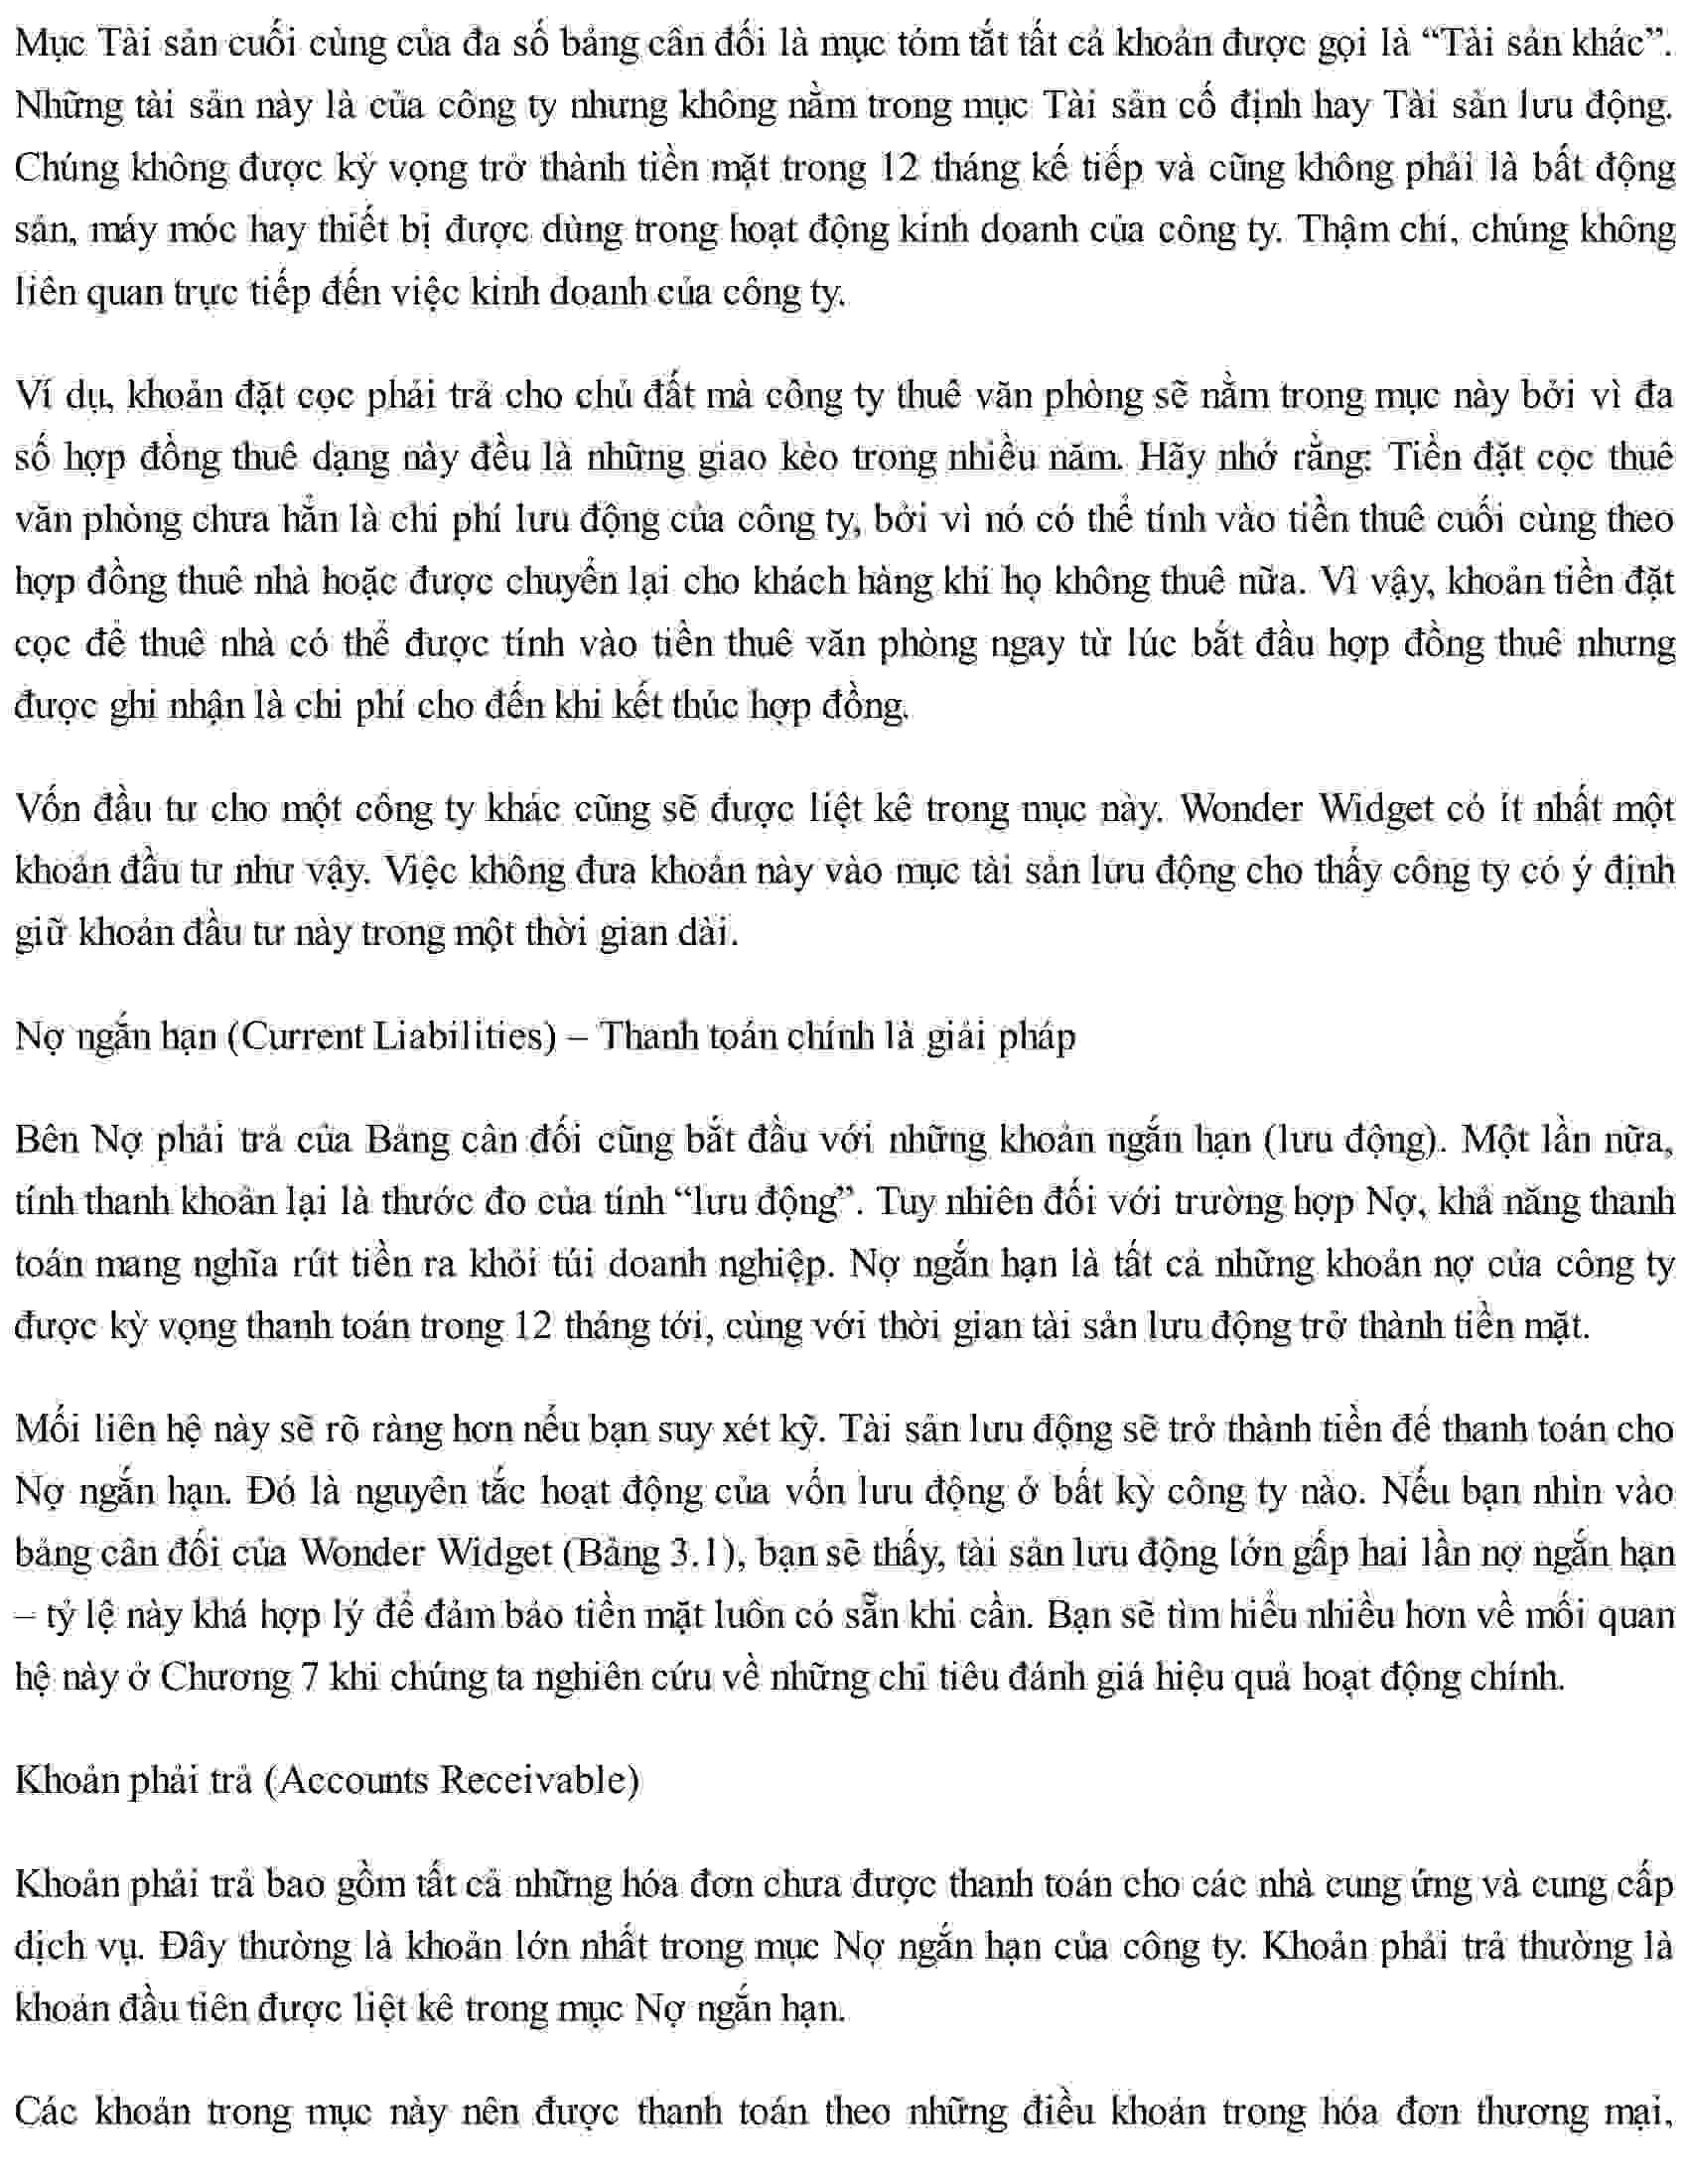 Mục Tài sản cuối cùng của đa số bảng cân đối là mục tóm tắt tất cả khoản được gọi là “Tài sản khác”.
Những tài sản này là của công ty nhưng không nằm trong mục Tài sản cố định hay Tài sản lưu động.
Chúng không được kỳ vọng trở thành tiền mặt trong 12 tháng kế tiếp và cũng không phải là bất động
sản, máy móc hay thiết bị được dùng trong hoạt động kinh doanh của công ty. Thậm chí, chúng không
liên quan trực tiếp đến việc kinh doanh của công ty.
Ví dụ, khoản đặt cọc phải trả cho chủ đất mà công ty thuê văn phòng sẽ nằm trong mục này bởi vì đa
số hợp đồng thuê dạng này đều là những giao kèo trong nhiều năm. Hãy nhớ rằng: Tiền đặt cọc thuê
văn phòng chưa hẳn là chi phí lưu động của công ty, bởi vì nó có thể tính vào tiền thuê cuối cùng theo
hợp đồng thuê nhà hoặc được chuyển lại cho khách hàng khi họ không thuê nữa. Vì vậy, khoản tiền đặt
cọc để thuê nhà có thể được tính vào tiền thuê văn phòng ngay từ lúc bắt đầu hợp đồng thuê nhưng
được ghi nhận là chi phí cho đến khi kết thúc hợp đồng.
Vốn đầu tư cho một công ty khác cũng sẽ được liệt kê trong mục này. Wonder Widget có ít nhất một
khoản đầu tư như vậy. Việc không đưa khoản này vào mục tài sản lưu động cho thấy công ty có ý định
giữ khoản đầu tư này trong một thời gian dài.
Nợ ngắn hạn (Current Liabilities) – Thanh toán chính là giải pháp
Bên Nợ phải trả của Bảng cân đối cũng bắt đầu với những khoản ngắn hạn (lưu động). Một lần nữa,
tính thanh khoản lại là thước đo của tính “lưu động”. Tuy nhiên đối với trường hợp Nợ, khả năng thanh
toán mang nghĩa rút tiền ra khỏi túi doanh nghiệp. Nợ ngắn hạn là tất cả những khoản nợ của công ty
được kỳ vọng thanh toán trong 12 tháng tới, cùng với thời gian tài sản lưu động trở thành tiền mặt.
Mối liên hệ này sẽ rõ ràng hơn nếu bạn suy xét kỹ. Tài sản lưu động sẽ trở thành tiền để thanh toán cho
Nợ ngắn hạn. Đó là nguyên tắc hoạt động của vốn lưu động ở bất kỳ công ty nào. Nếu bạn nhìn vào
bảng cân đối của Wonder Widget (Bảng 3.1), bạn sẽ thấy, tài sản lưu động lớn gấp hai lần nợ ngắn hạn
– tỷ lệ này khá hợp lý để đảm bảo tiền mặt luôn có sẵn khi cần. Bạn sẽ tìm hiểu nhiều hơn về mối quan
hệ này ở Chương 7 khi chúng ta nghiên cứu về những chỉ tiêu đánh giá hiệu quả hoạt động chính.
Khoản phải trả (Accounts Receivable)
Khoản phải trả bao gồm tất cả những hóa đơn chưa được thanh toán cho các nhà cung ứng và cung cấp
dịch vụ. Đây thường là khoản lớn nhất trong mục Nợ ngắn hạn của công ty. Khoản phải trả thường là
khoản đầu tiên được liệt kê trong mục Nợ ngắn hạn.
Các khoản trong mục này nên được thanh toán theo những điều khoản trong hóa đơn thương mại,